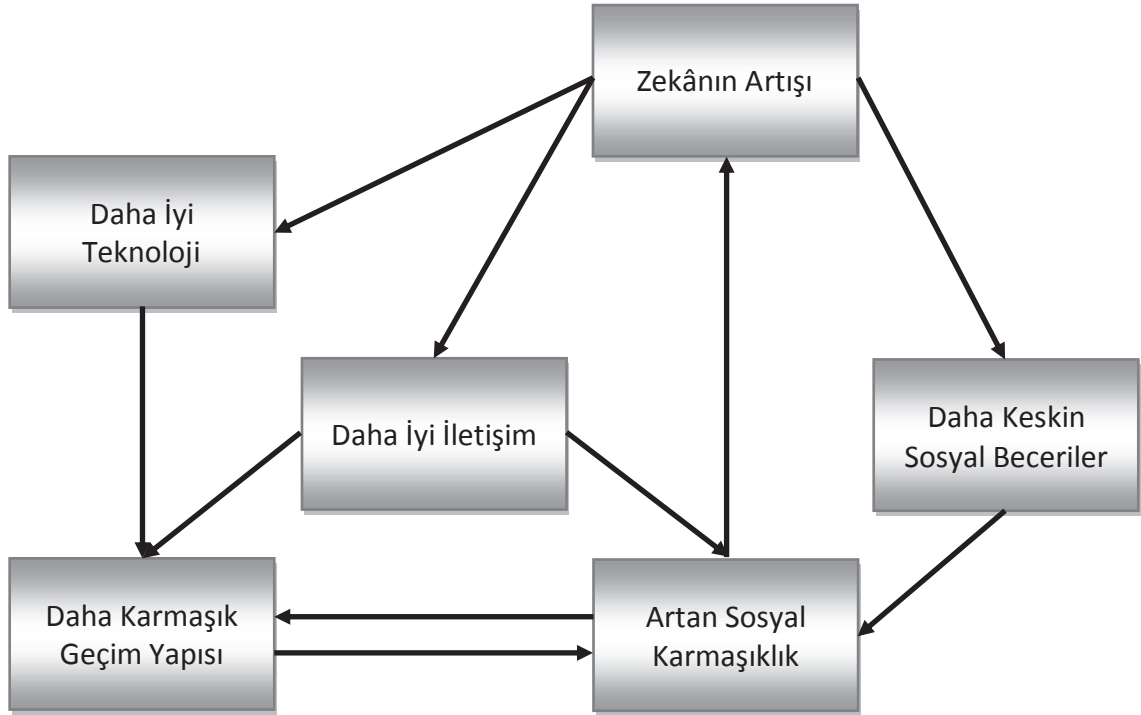 Zekânın Artışı
Daha İyi
Teknoloji
Daha İyi İletişim
Daha Keskin
Sosyal Beceriler
Daha Karmaşık
Geçim Yapısı
Artan Sosyal
Karmaşıklık